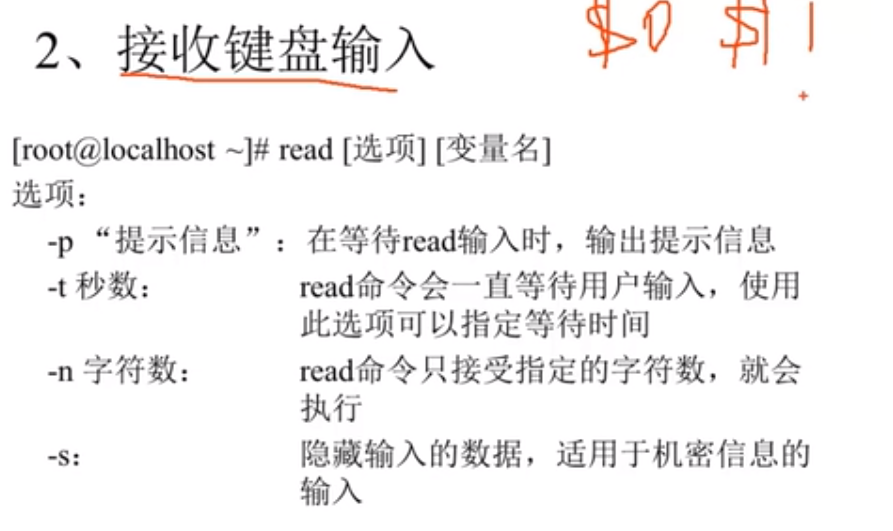 $0 $1 1
2、接收键盘输入
[root@localhost ~]# read [选项] [变量名]
选项：
-p “提示信息”：在等待read输入时，输出提示信息
-t 秒数： read命令会一直等待用户输入，使用
此选项可以指定等待时间
-n 字符数： read命令只接受指定的字符数，就会
执行
-s： 隐藏输入的数据，适用于机密信息的
输入